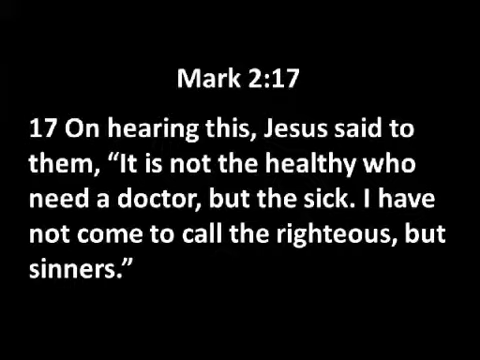 Mark 2:17
17 On hearing this, Jesus said to
them, “It is not the healthy who
need a doctor, but the sick. I have
not come to call the righteous, but
sinners.”